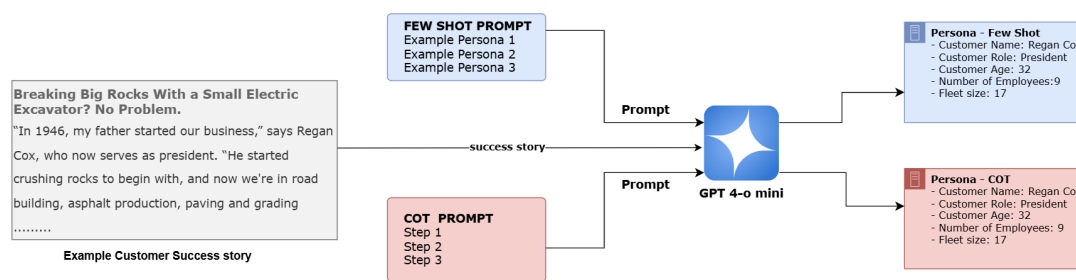 Breaking Big Rocks With a Small Electric
Excavator? No Problem.
“In 1946, my father started our business,” says Regan
Cox, who now serves as president. “He started
crushing rocks to begin with, and now we're in road
building, asphalt production, paving and grading
.........
Example Customer Success story
FEW SHOT PROMPT
Example Persona 1
Example Persona 2
Example Persona 3
Prompt
success story
Prompt
COT PROMPT
Step 1
Step 2
Step 3
GPT 4-o mini
Persona - Few Shot
- Customer Name: Regan Co
- Customer Role: President
- Customer Age: 32
- Number of Employees:9
- Fleet size: 17
Persona - COT
- Customer Name: Regan Co
- Customer Role: President
- Customer Age: 32
- Number of Employees: 9
- Fleet size: 17